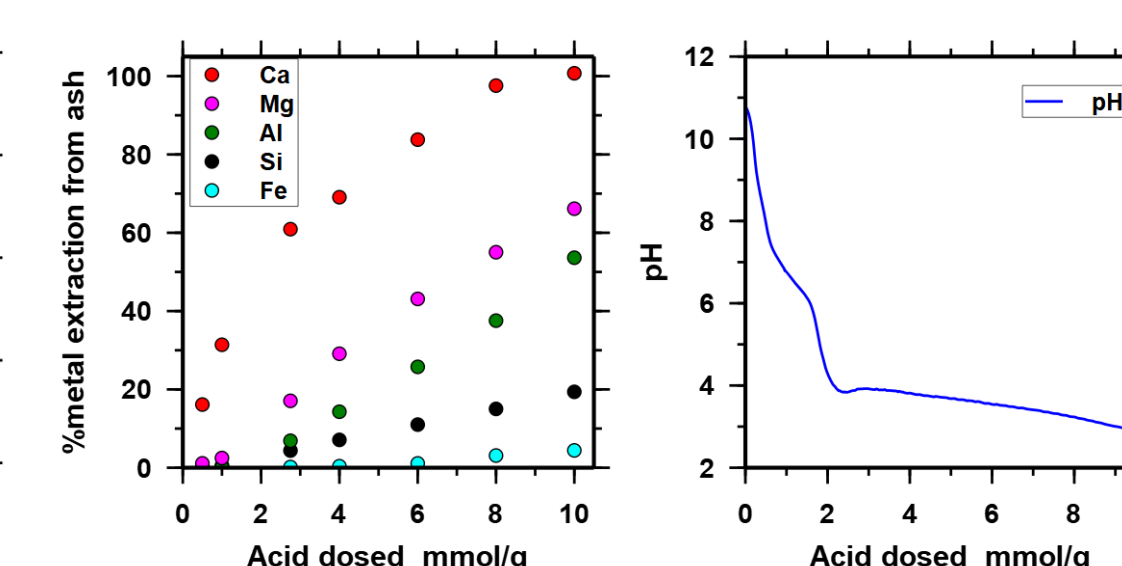 100
80
60
40
20
0
%metal extraction from ash
Ca
Mg
Al
Si
Fe
0 2 4 6 8 10
Acid dosed mmol/g
12
10
8
6
4
2
pH
pH
0 2 4 6 8
Acid dosed mmol/g